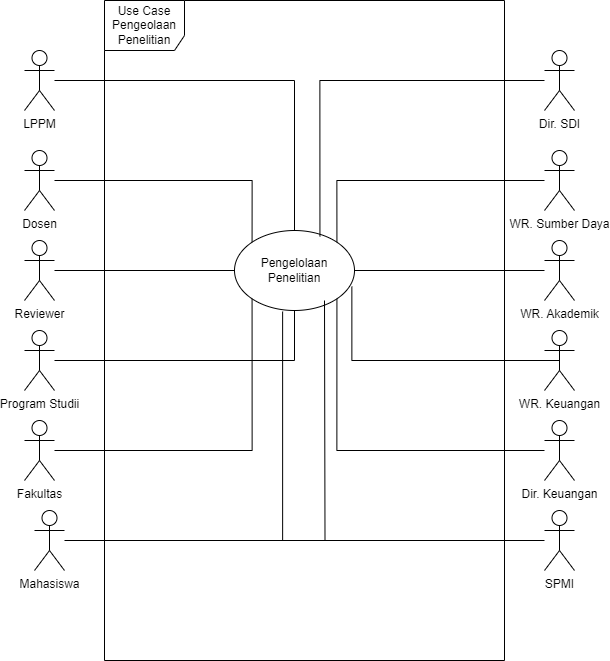 Use Case
Pengeolaan
Penelitian
LPPM
Dir. SDI
Dosen
WR. Sumber Daya
Pengelolaan
Penelitian
Reviewer
WR. Akademik
Program Studii
WR. Keuangan
Fakultas
Dir. Keuangan
Mahasiswa
SPMI